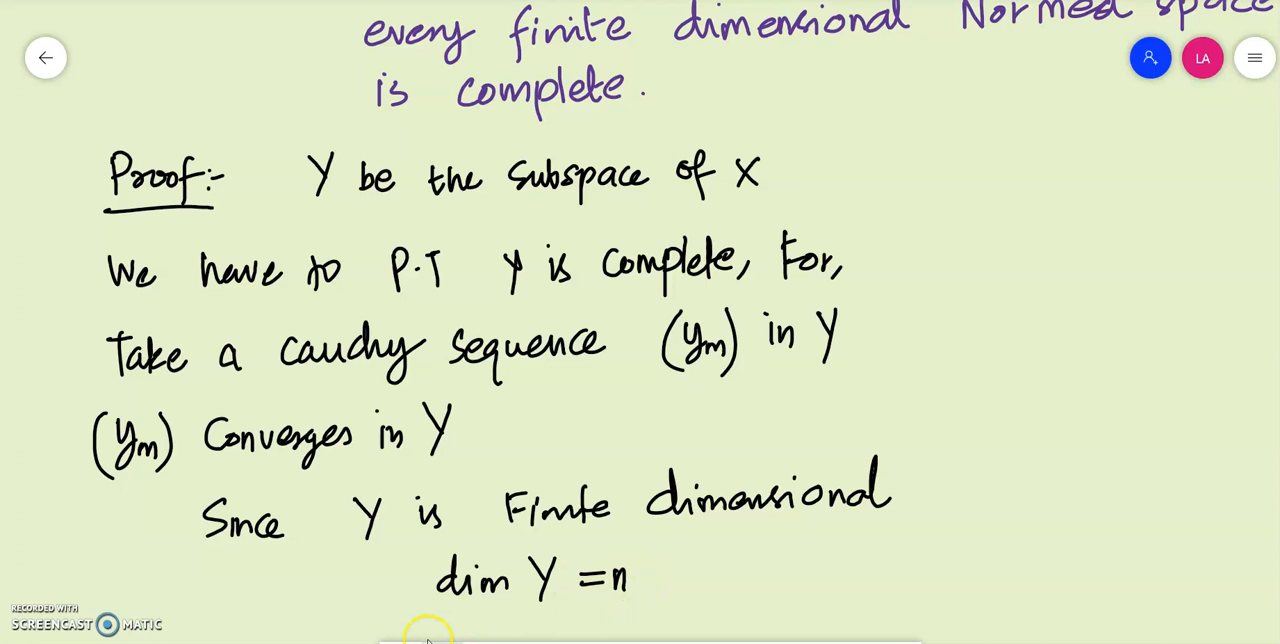 every finite dimensional Normed space
is complete.
LA
Proof:- Y be the subspace of X
We have to P.T Y is complete, For,
Take a cauchy sequence (ym) in Y
(ym) Converges in Y
Since Y is Finite dimensional
dim Y = n
RECORDED WITH
SCREENCAST MATIC